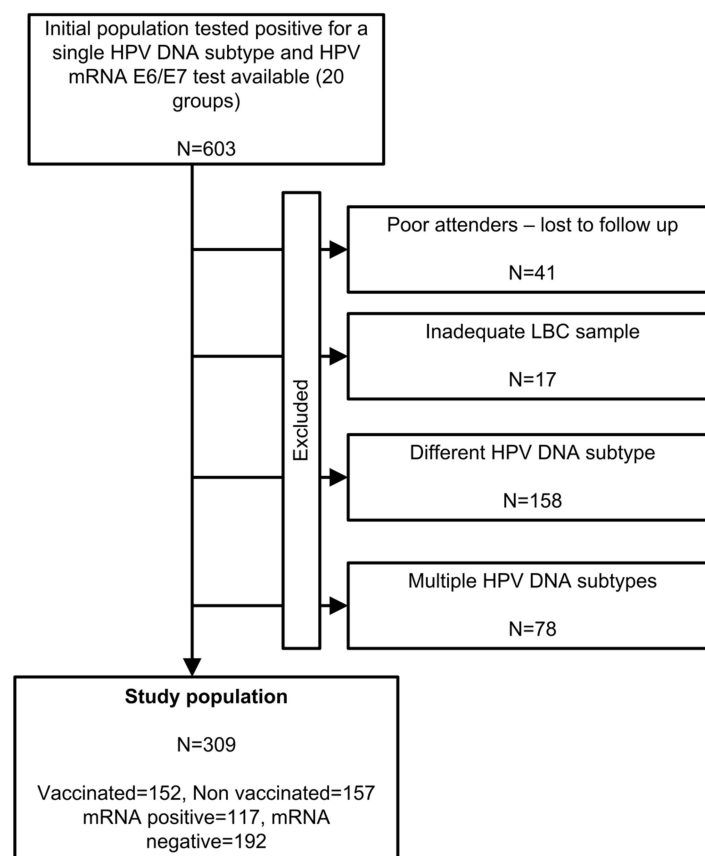 Initial population tested positive for a
single HPV DNA subtype and HPV
mRNA E6/E7 test available (20
groups)
N=603
Excluded
Poor attenders – lost to follow up
N=41
Inadequate LBC sample
N=17
Different HPV DNA subtype
N=158
Multiple HPV DNA subtypes
N=78
Study population
N=309
Vaccinated=152, Non vaccinated=157
mRNA positive=117, mRNA
negative=192